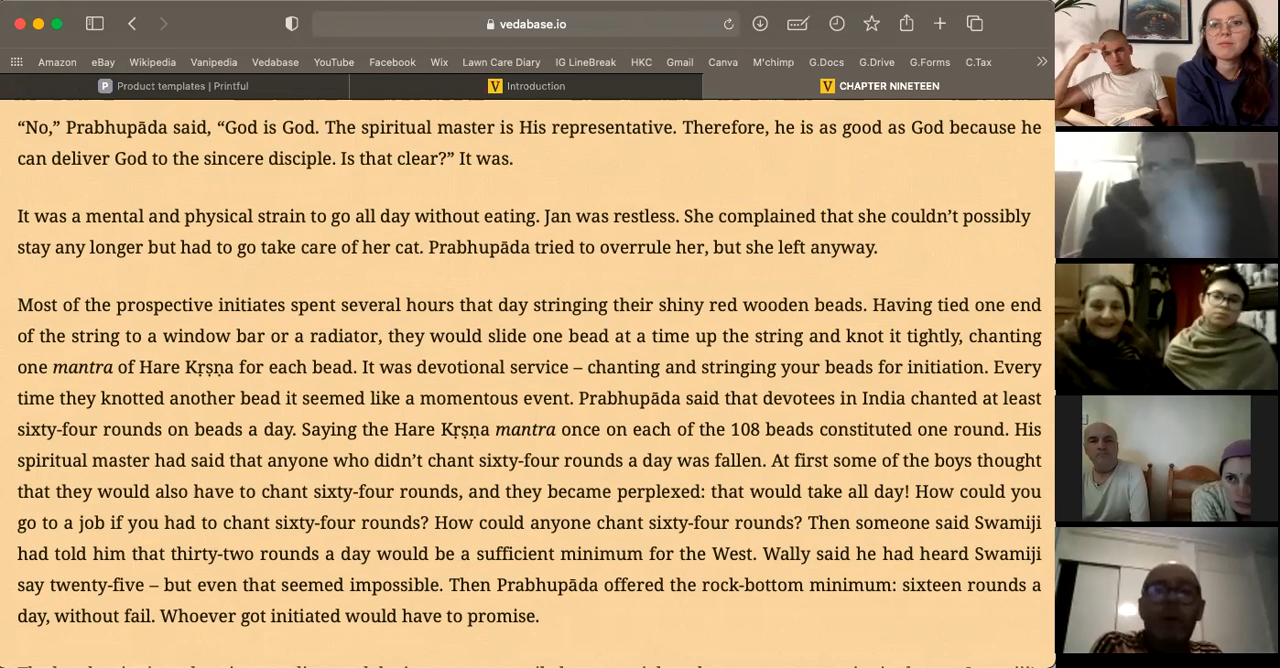 vedabase.io
Amazon eBay Wikipedia Vanipedia Vedabase YouTube Facebook Wix Lawn Care Diary IG LineBreak HKC Gmail Canva M'chimp G.Docs G.Drive G.Forms C.Tax
P Product templates | Printful V Introduction V CHAPTER NINETEEN
“No,” Prabhupāda said, “God is God. The spiritual master is His representative. Therefore, he is as good as God because he
can deliver God to the sincere disciple. Is that clear?” It was.
It was a mental and physical strain to go all day without eating. Jan was restless. She complained that she couldn’t possibly
stay any longer but had to go take care of her cat. Prabhupāda tried to overrule her, but she left anyway.
Most of the prospective initiates spent several hours that day stringing their shiny red wooden beads. Having tied one end
of the string to a window bar or a radiator, they would slide one bead at a time up the string and knot it tightly, chanting
one mantra of Hare Kṛṣṇa for each bead. It was devotional service – chanting and stringing your beads for initiation. Every
time they knotted another bead it seemed like a momentous event. Prabhupāda said that devotees in India chanted at least
sixty-four rounds on beads a day. Saying the Hare Kṛṣṇa mantra once on each of the 108 beads constituted one round. His
spiritual master had said that anyone who didn’t chant sixty-four rounds a day was fallen. At first some of the boys thought
that they would also have to chant sixty-four rounds, and they became perplexed: that would take all day! How could you
go to a job if you had to chant sixty-four rounds? How could anyone chant sixty-four rounds? Then someone said Swamiji
had told him that thirty-two rounds a day would be a sufficient minimum for the West. Wally said he had heard Swamiji
say twenty-five – but even that seemed impossible. Then Prabhupāda offered the rock-bottom minimum: sixteen rounds a
day, without fail. Whoever got initiated would have to promise.